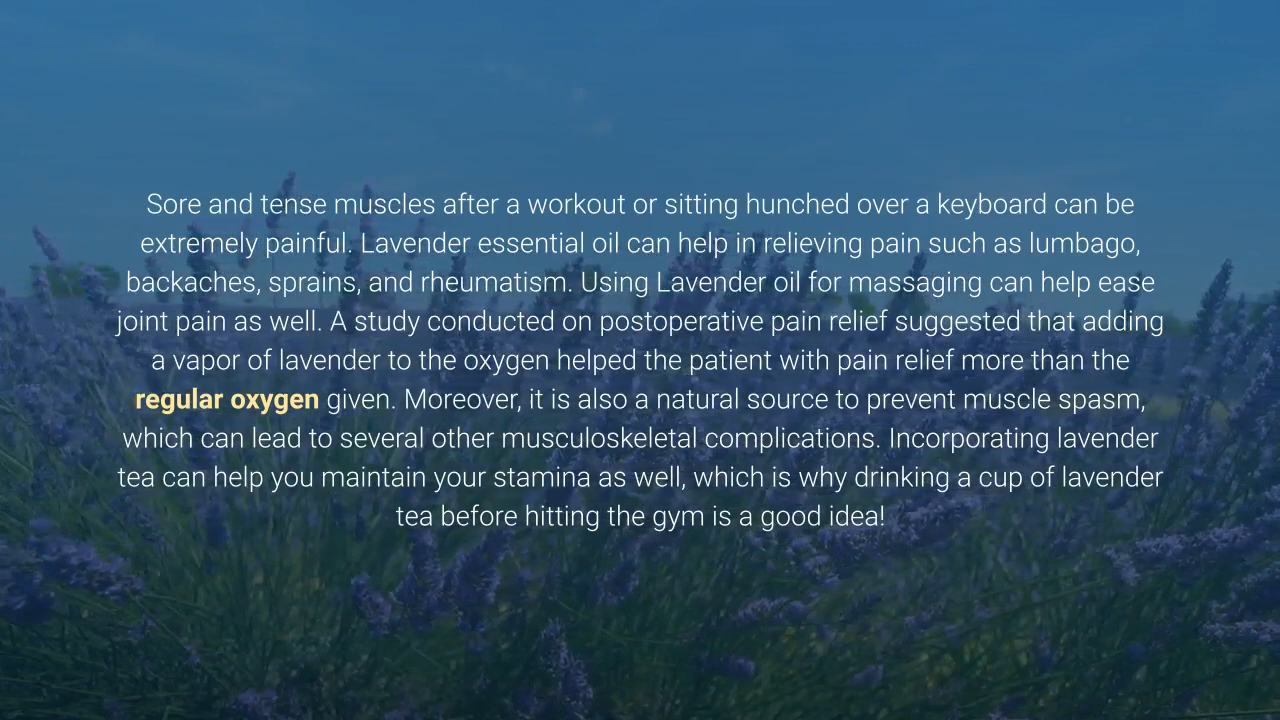 Sore and tense muscles after a workout or sitting hunched over a keyboard can be
extremely painful. Lavender essential oil can help in relieving pain such as lumbago,
backaches, sprains, and rheumatism. Using Lavender oil for massaging can help ease
joint pain as well. A study conducted on postoperative pain relief suggested that adding
a vapor of lavender to the oxygen helped the patient with pain relief more than the
regular oxygen given. Moreover, it is also a natural source to prevent muscle spasm,
which can lead to several other musculoskeletal complications. Incorporating lavender
tea can help you maintain your stamina as well, which is why drinking a cup of lavender
tea before hitting the gym is a good idea!